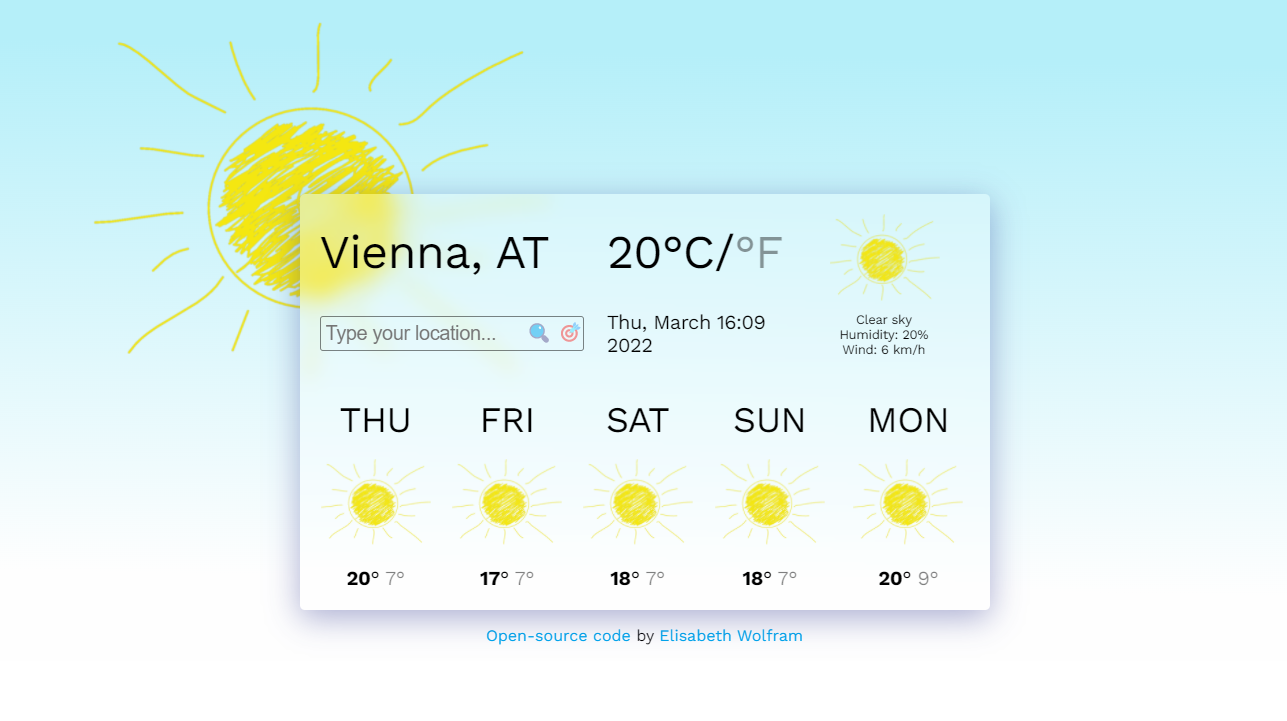 Vienna, AT
20°C/°F
Type your location...
Thu, March 16:09
2022
Clear sky
Humidity: 20%
Wind: 6 km/h
THU FRI SAT SUN MON
20° 7° 17° 7° 18° 7° 18° 7° 20° 9°
Open-source code by Elisabeth Wolfram